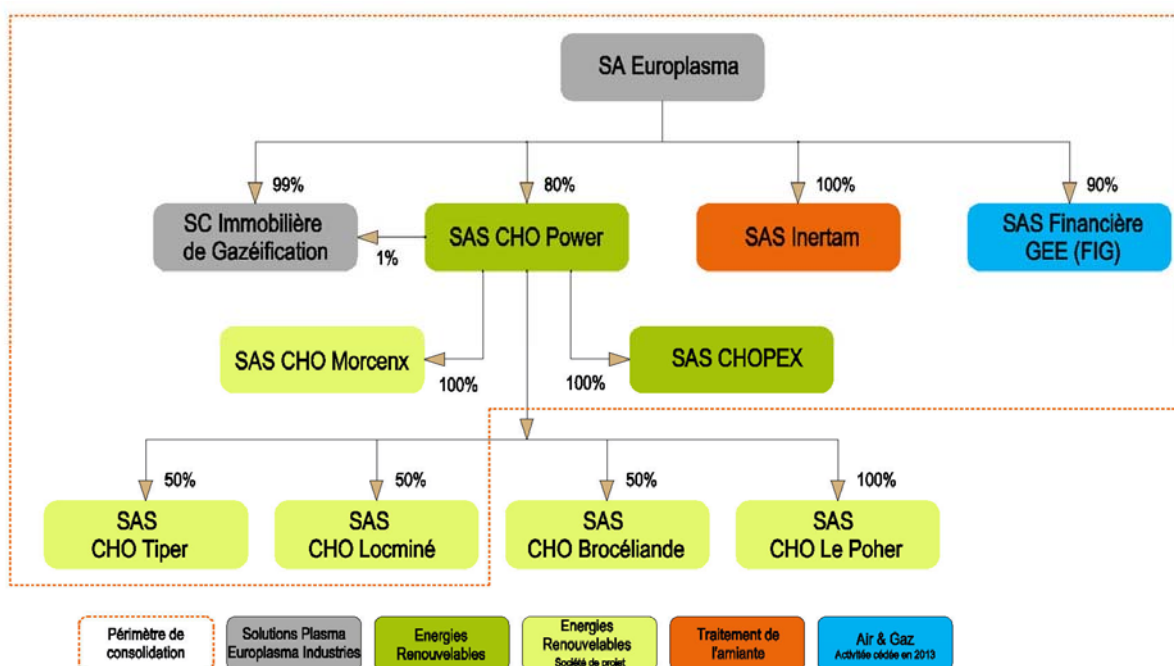 SA Europlasma
99%
80%
100%
90%
SC Immobilière
de Gazéification
1%
SAS CHO Power
SAS Inertam
SAS Financière
GEE (FIG)
SAS CHO Morcenx
100%
100%
SAS CHOPEX
50%
50%
50%
100%
SAS
CHO Tiper
SAS
CHO Locminé
SAS
CHO Brocéliande
SAS
CHO Le Poher
Périmètre de
consolidation
Solutions Plasma
Europlasma Industries
Energies
Renouvelables
Energies
Renouvelables
Société de projet
Traitement de
l'amiante
Air & Gaz
Activitée cédée en 2013